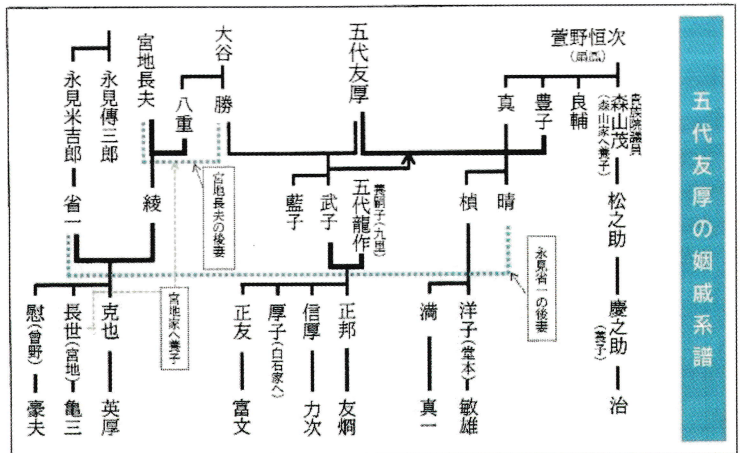 五代友厚の姻戚系譜
萱野恒次
貴族院議員
森山茂
(森山家へ養子)
松之助
慶之助
(養子)
治
良輔
豊子
真
晴
槙
永見省一の後妻
洋子(堂本)
敏雄
満
真一
五代友厚
養嗣子(九里)
五代龍作
武子
藍子
正邦
友燗
信厚
力次
厚子(白石家へ)
正友
富文
大谷
勝
八重
宮地長夫
宮地長夫の後妻
綾
宮地家へ養子
永見傳三郎
永見米吉郎
省一
克也
英厚
長世(宮地)
亀三
慰(曾野)
豪夫